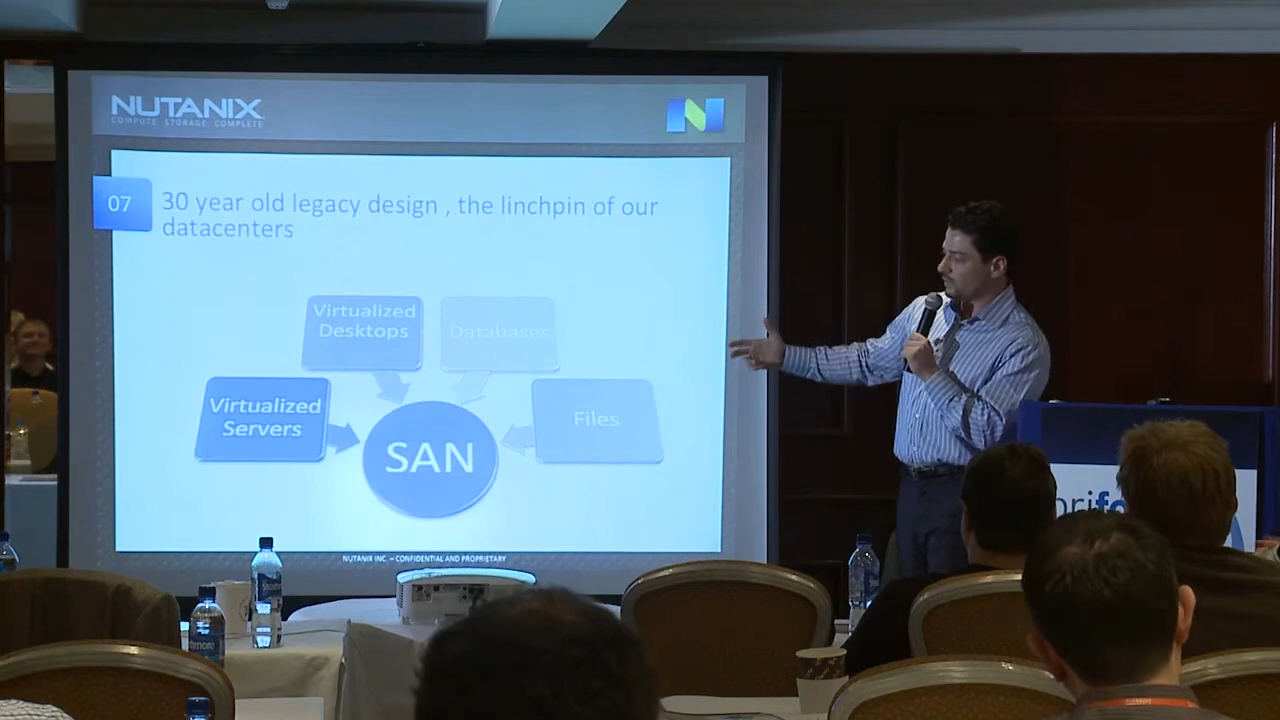 NUTANIX
COMPUTE. STORAGE. COMPLETE.
N
07
30 year old legacy design , the linchpin of our
datacenters
Virtualized
Desktops
Databases
Virtualized
Servers
SAN
Files
NUTANIX INC. – CONFIDENTIAL AND PROPRIETARY